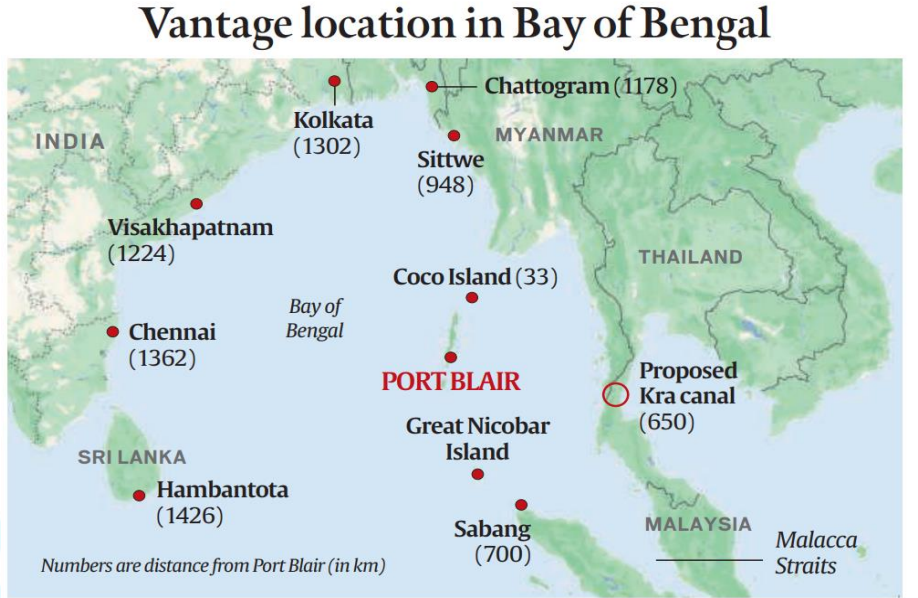 Vantage location in Bay of Bengal
Chattogram (1178)
Kolkata
(1302)
INDIA
MYANMAR
Sittwe
(948)
Visakhapatnam
(1224)
THAILAND
Coco Island (33)
Bay of
Bengal
Chennai
(1362)
PORT BLAIR
Proposed
Kra canal
(650)
Great Nicobar
Island
SRI LANKA
Hambantota
(1426)
Sabang
(700)
MALAYSIA
Malacca
Straits
Numbers are distance from Port Blair (in km)